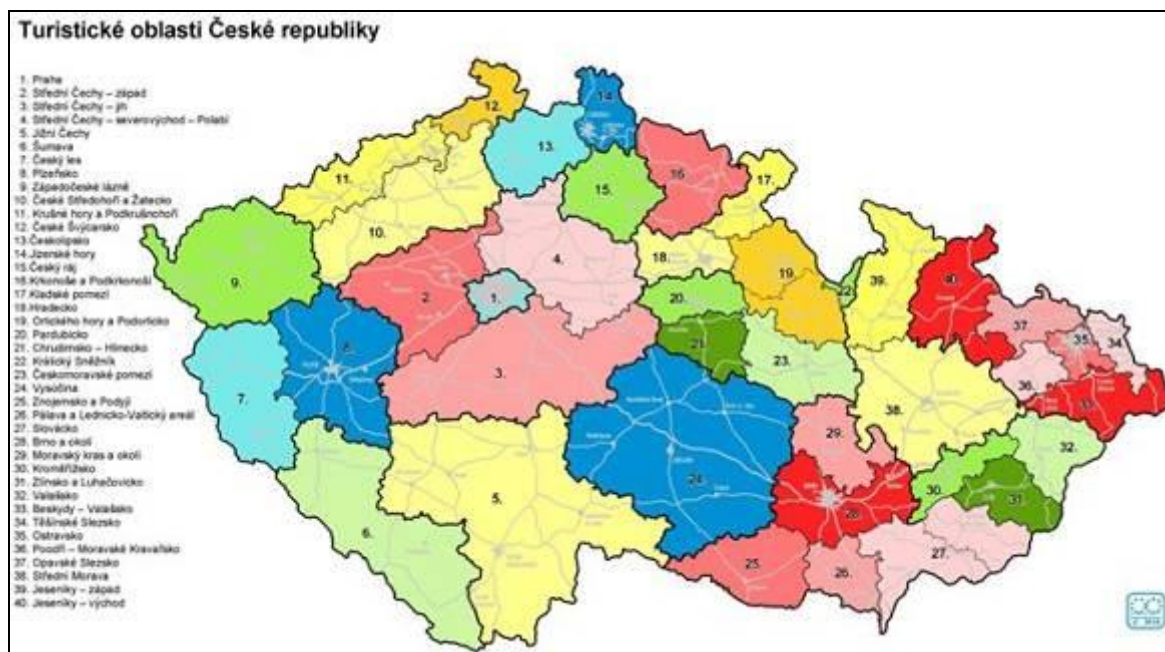 Turistické oblasti České republiky
1. Praha
2. Střední Čechy – západ
3. Střední Čechy – jih
4. Střední Čechy – severovýchod – Polabí
5. Jižní Čechy
6. Šumava
7. Český les
8. Plzeňsko
9. Západočeské lázně
10. České Středohoří a Žatecko
11. Krušné hory a Podkrušnohoří
12. České Švýcarsko
13. Českolipsko
14. Jizerské hory
15. Český ráj
16. Krkonoše a Podkrkonoší
17. Kladské pomezí
18. Hradecko
19. Orlického hory a Podorlicko
20. Pardubicko
21. Chrudimsko – Hlinecko
22. Králický Sněžník
23. Českomoravské pomezí
24. Vysočina
25. Znojemsko a Podyjí
26. Pálava a Lednicko-Valtický areál
27. Slovácko
28. Brno a okolí
29. Moravský kras a okolí
30. Kroměřížsko
31. Zlínsko a Luhačovicko
32. Valašsko
33. Beskydy – Valašsko
34. Těšínské Slezsko
35. Ostravsko
36. Poodří – Moravské Kravařsko
37. Opavské Slezsko
38. Střední Morava
39. Jeseníky – západ
40. Jeseníky – východ
12.
14.
13.
11.
16.
17.
15.
10.
4.
18.
9.
19.
39.
22.
40
2.
1.
20.
37
35
34.
8.
21.
3.
23.
36.
33.
7.
38.
29.
32.
24.
5.
30.
31.
28.
6.
27.
25.
26.